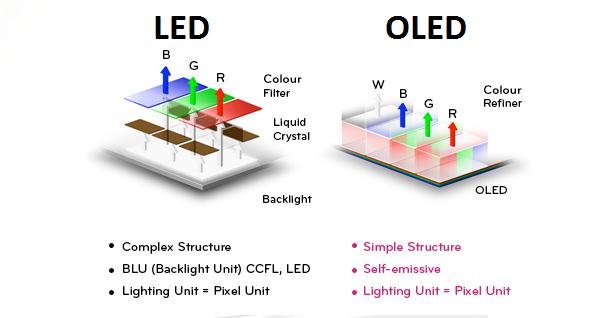 LED
OLED
B
G
R
Colour
Filter
Liquid
Crystal
Backlight
W
B
G
R
Colour
Refiner
OLED
• Complex Structure
• BLU (Backlight Unit) CCFL, LED
• Lighting Unit = Pixel Unit
• Simple Structure
• Self-emissive
• Lighting Unit = Pixel Unit